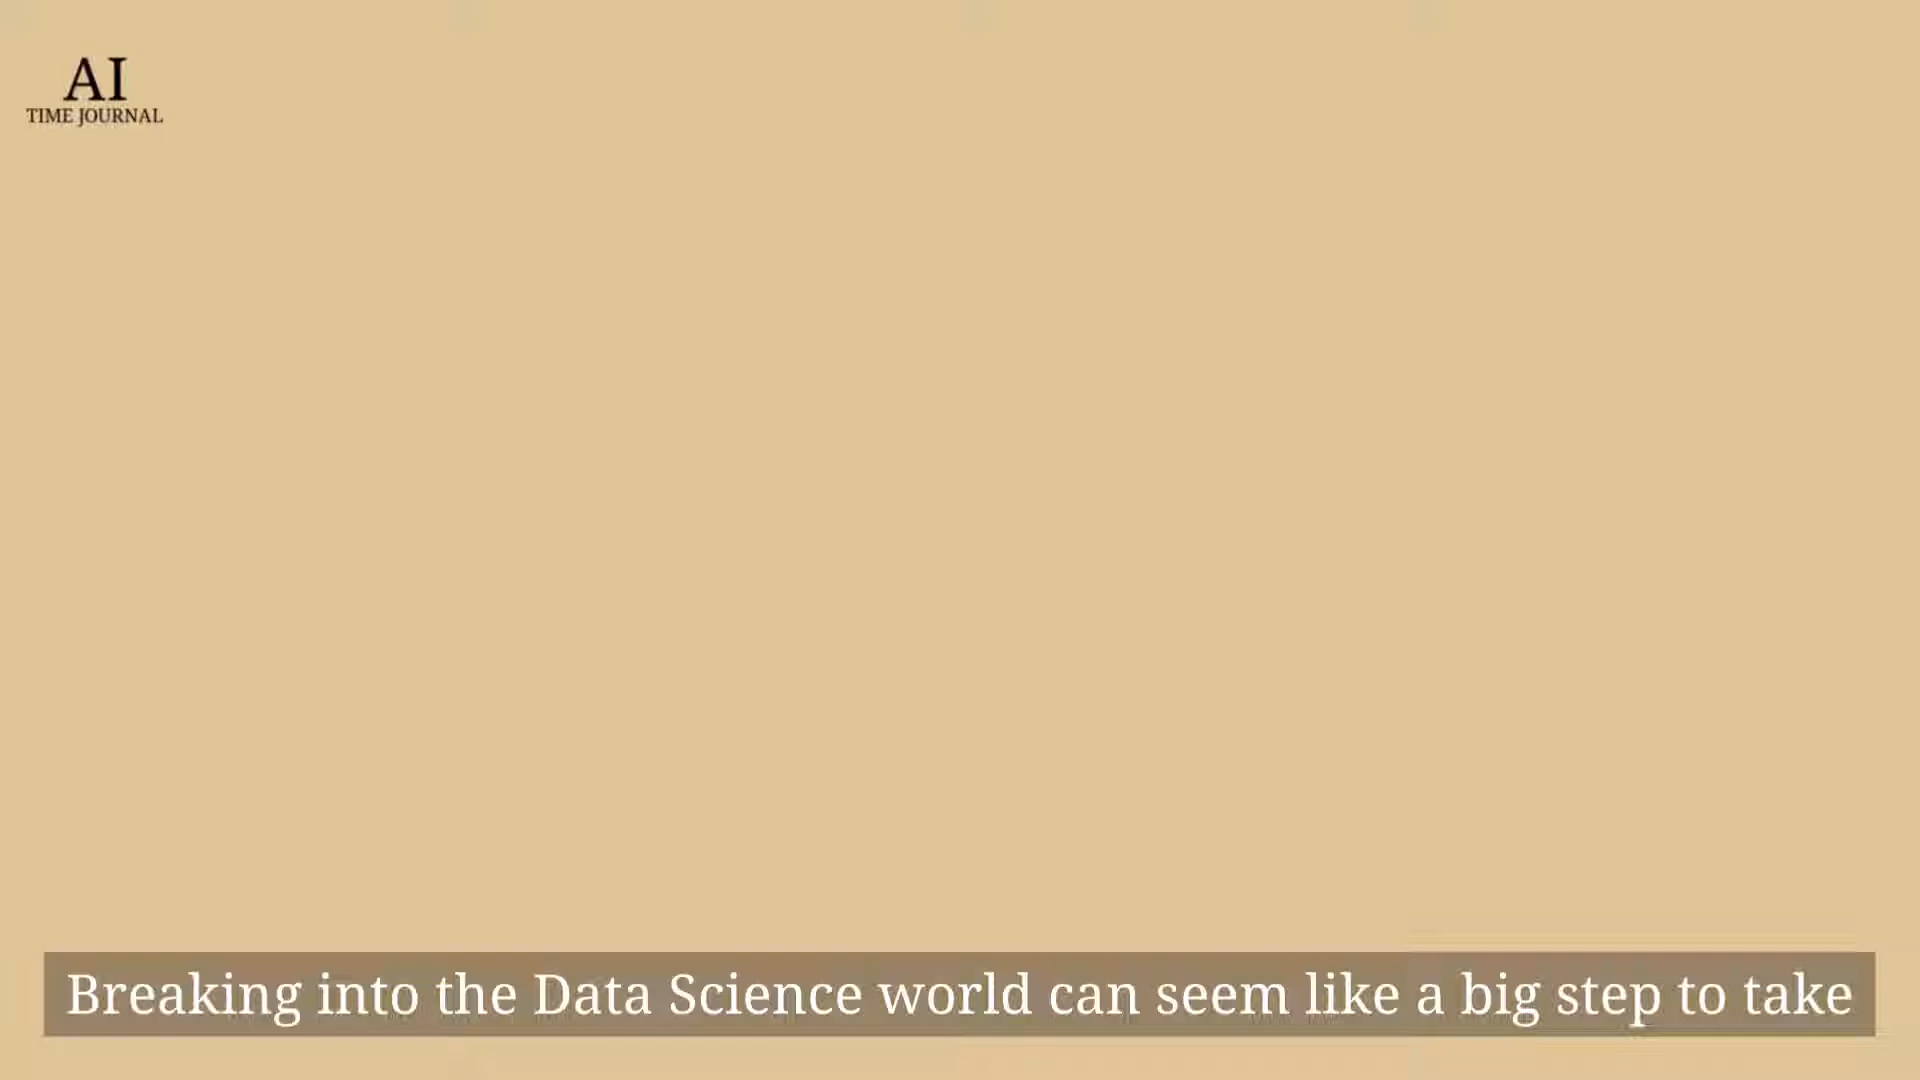 AI
TIME JOURNAL
Breaking into the Data Science world can seem like a big step to take